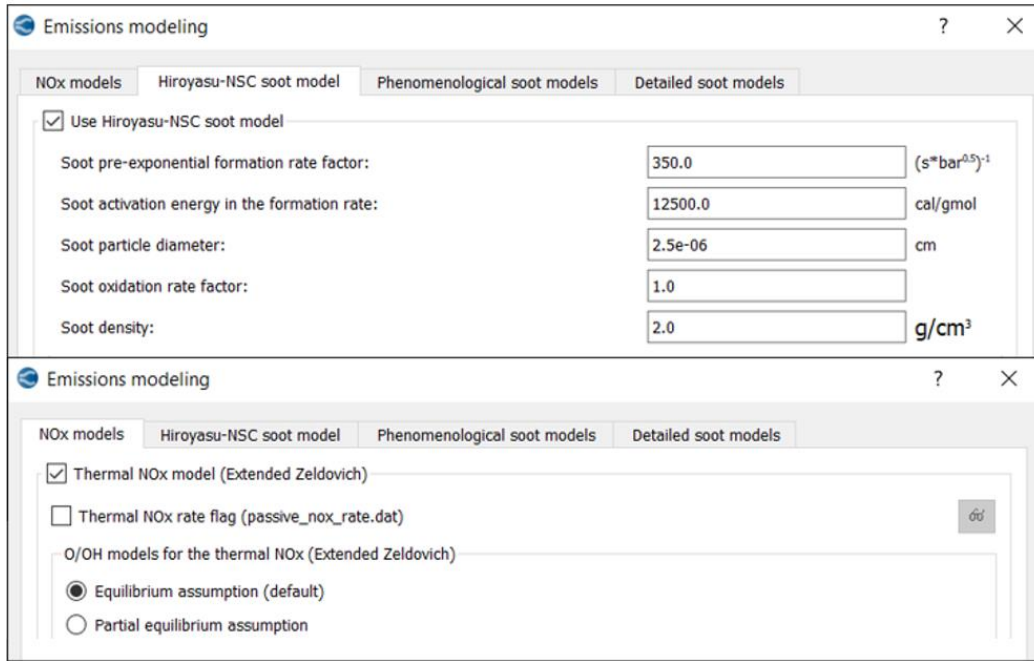 Emissions modeling ? ×
NOx models Hiroyasu-NSC soot model Phenomenological soot models Detailed soot models
Use Hiroyasu-NSC soot model
Soot pre-exponential formation rate factor: 350.0 (s*bar⁰·⁵)⁻¹
Soot activation energy in the formation rate: 12500.0 cal/gmol
Soot particle diameter: 2.5e-06 cm
Soot oxidation rate factor: 1.0
Soot density: 2.0 g/cm³
Emissions modeling ? ×
NOx models Hiroyasu-NSC soot model Phenomenological soot models Detailed soot models
Thermal NOx model (Extended Zeldovich)
Thermal NOx rate flag (passive_nox_rate.dat)
O/OH models for the thermal NOx (Extended Zeldovich)
Equilibrium assumption (default)
Partial equilibrium assumption